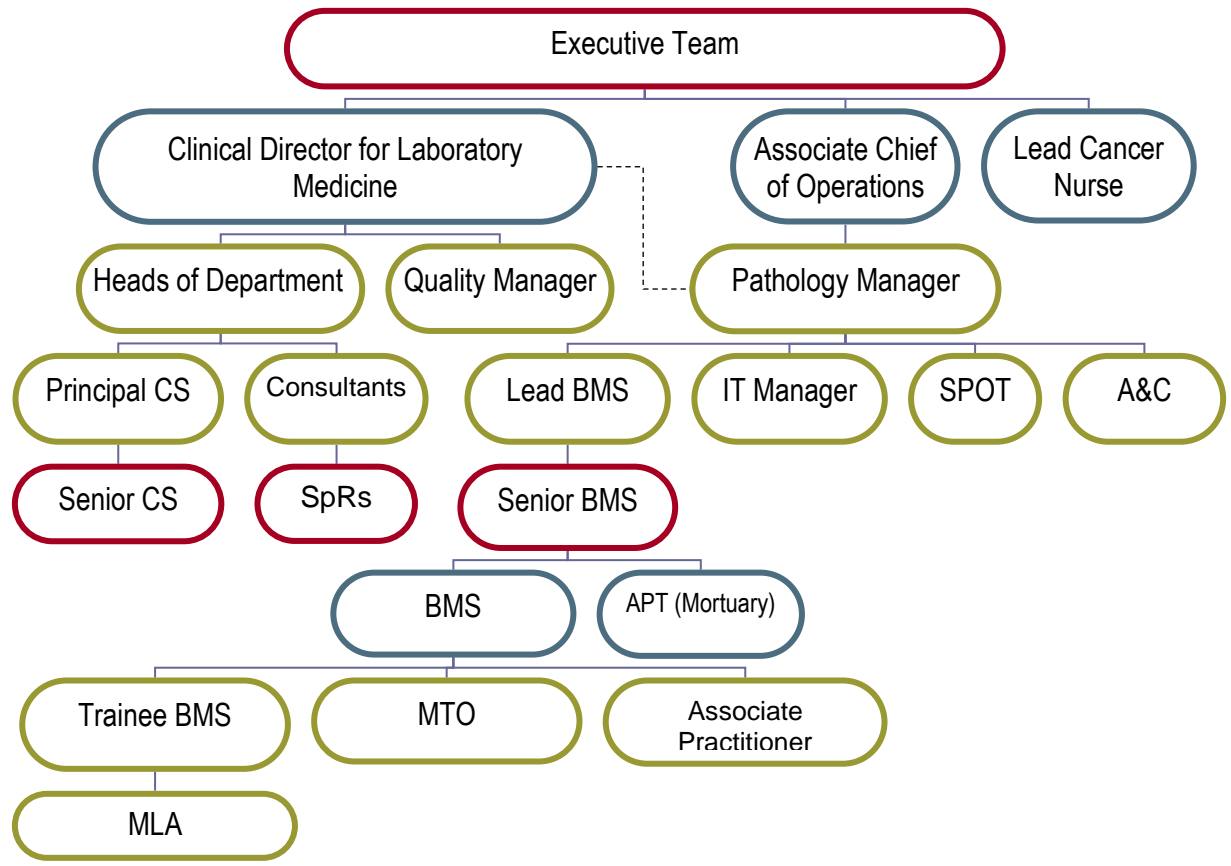 Executive Team
Clinical Director for Laboratory
Medicine
Associate Chief
of Operations
Lead Cancer
Nurse
Heads of Department
Quality Manager
Pathology Manager
Principal CS
Consultants
Lead BMS
IT Manager
SPOT
A&C
Senior CS
SpRs
Senior BMS
BMS
APT (Mortuary)
Trainee BMS
MTO
Associate
Practitioner
MLA